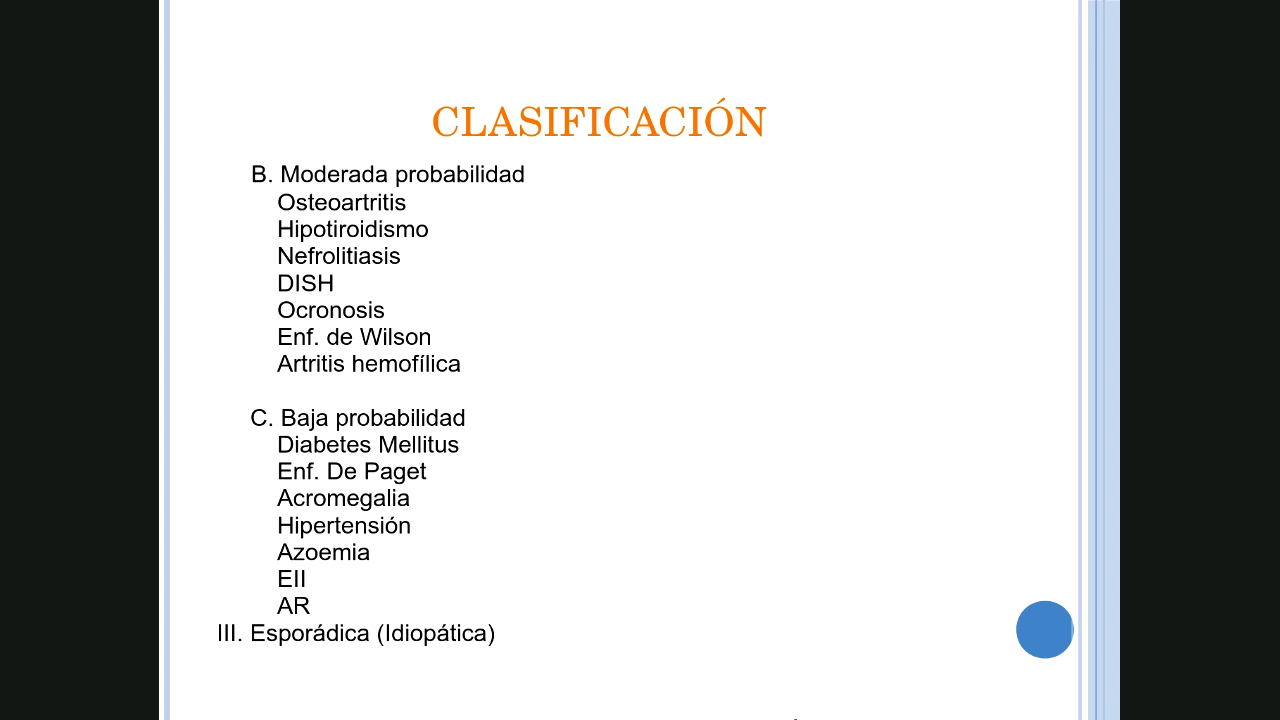 CLASIFICACIÓN
B. Moderada probabilidad
Osteoartritis
Hipotiroidismo
Nefrolitiasis
DISH
Ocronosis
Enf. de Wilson
Artritis hemofílica
C. Baja probabilidad
Diabetes Mellitus
Enf. De Paget
Acromegalia
Hipertensión
Azoemia
EII
AR
III. Esporádica (Idiopática)